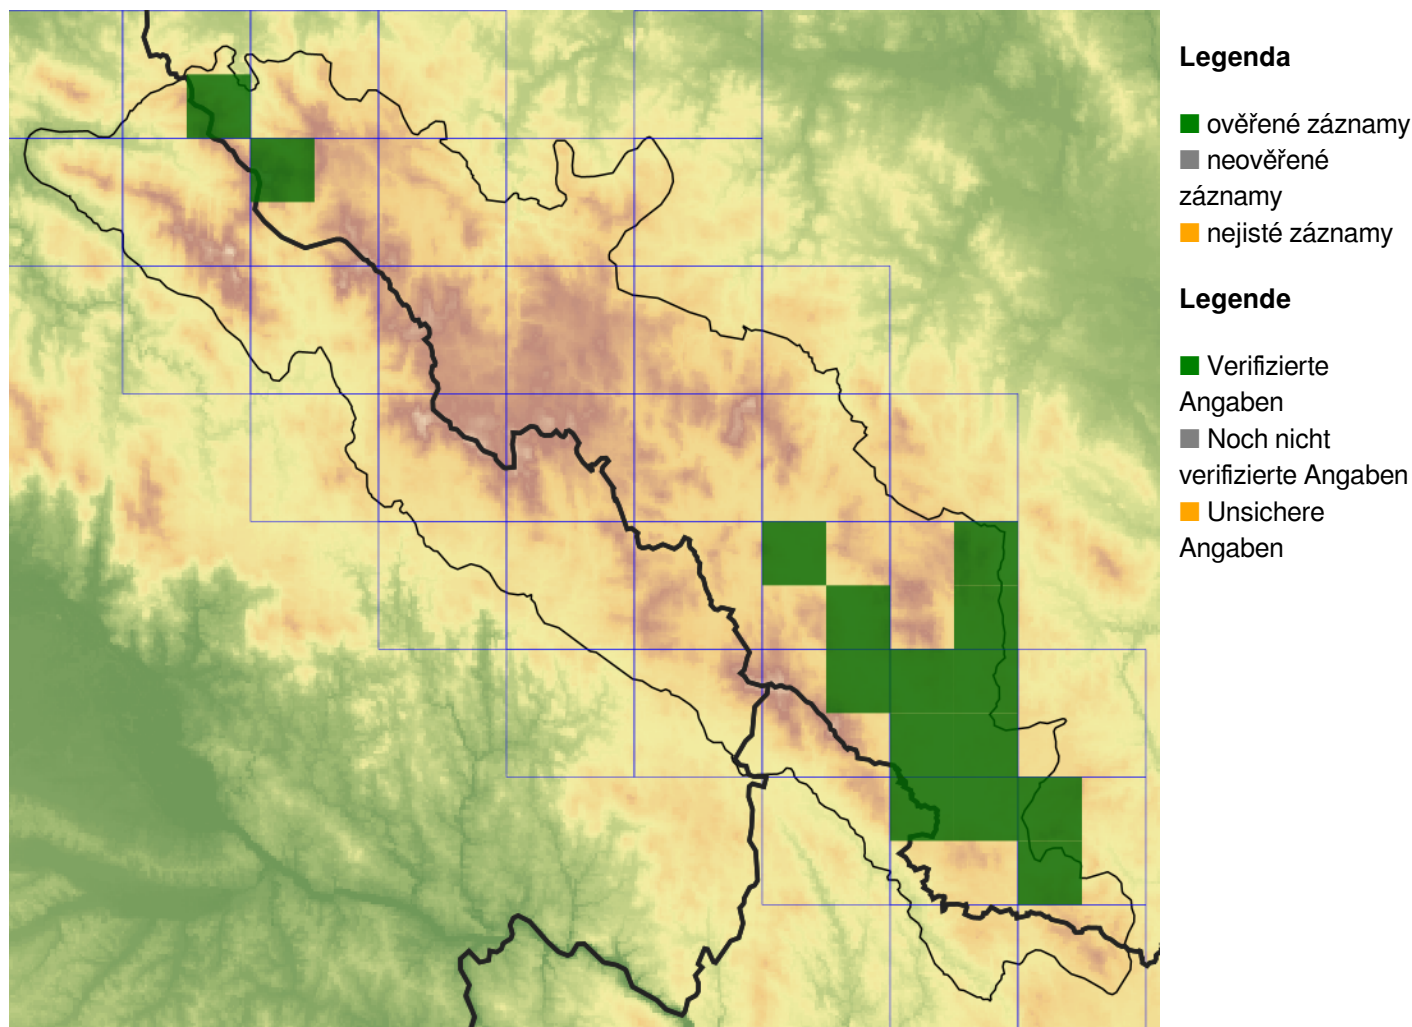 Legenda
ověřené záznamy
neověřené
záznamy
nejisté záznamy
Legende
Verifizierte
Angaben
Noch nicht
verifizierte Angaben
Unsichere
Angaben